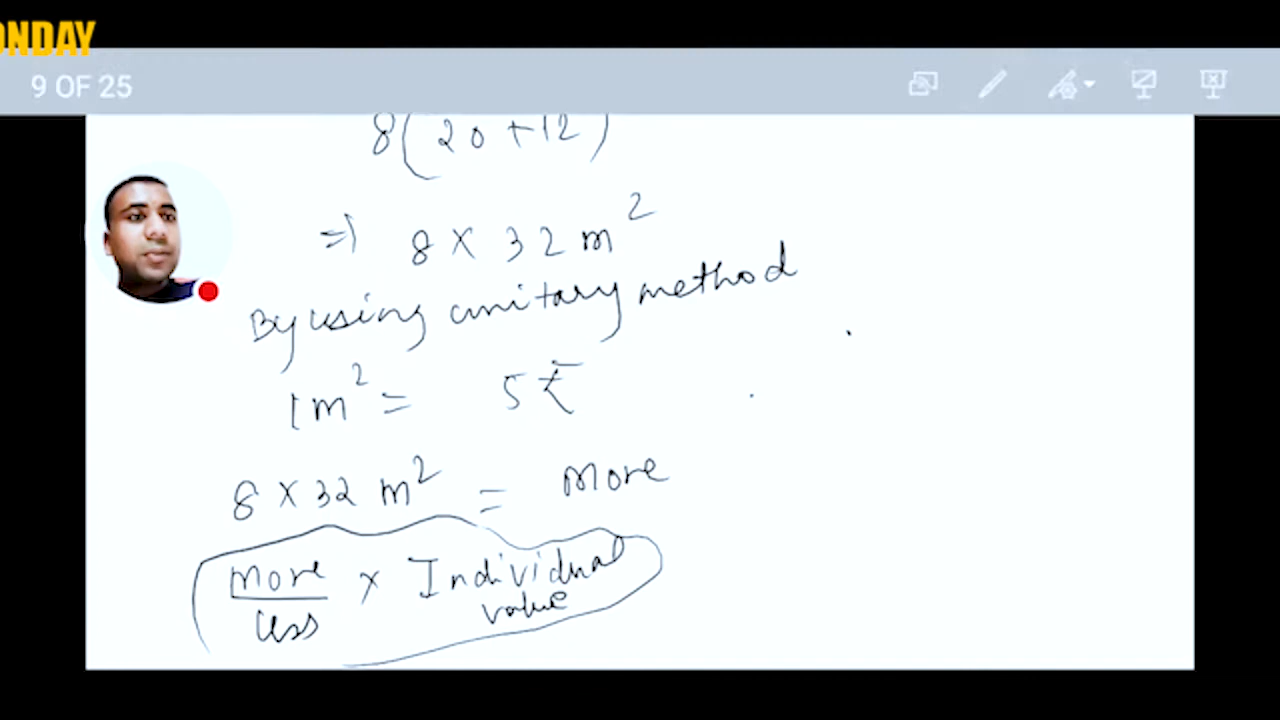 ONDAY
9 OF 25
8(20+12)
=> 8 × 32 m²
By using unitary method
1m² = 5 ₹
8 × 32 m² = more
more/less × Individual value